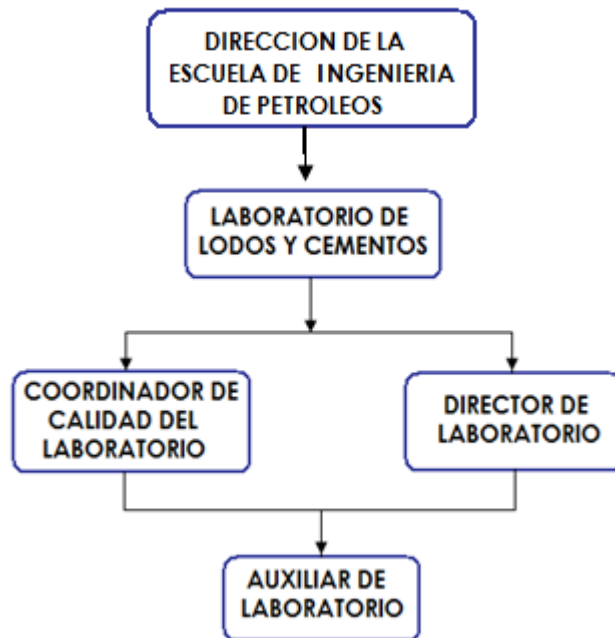 DIRECCION DE LA
ESCUELA DE INGENIERIA
DE PETROLEOS
LABORATORIO DE
LODOS Y CEMENTOS
COORDINADOR DE
CALIDAD DEL
LABORATORIO
DIRECTOR DE
LABORATORIO
AUXILIAR DE
LABORATORIO